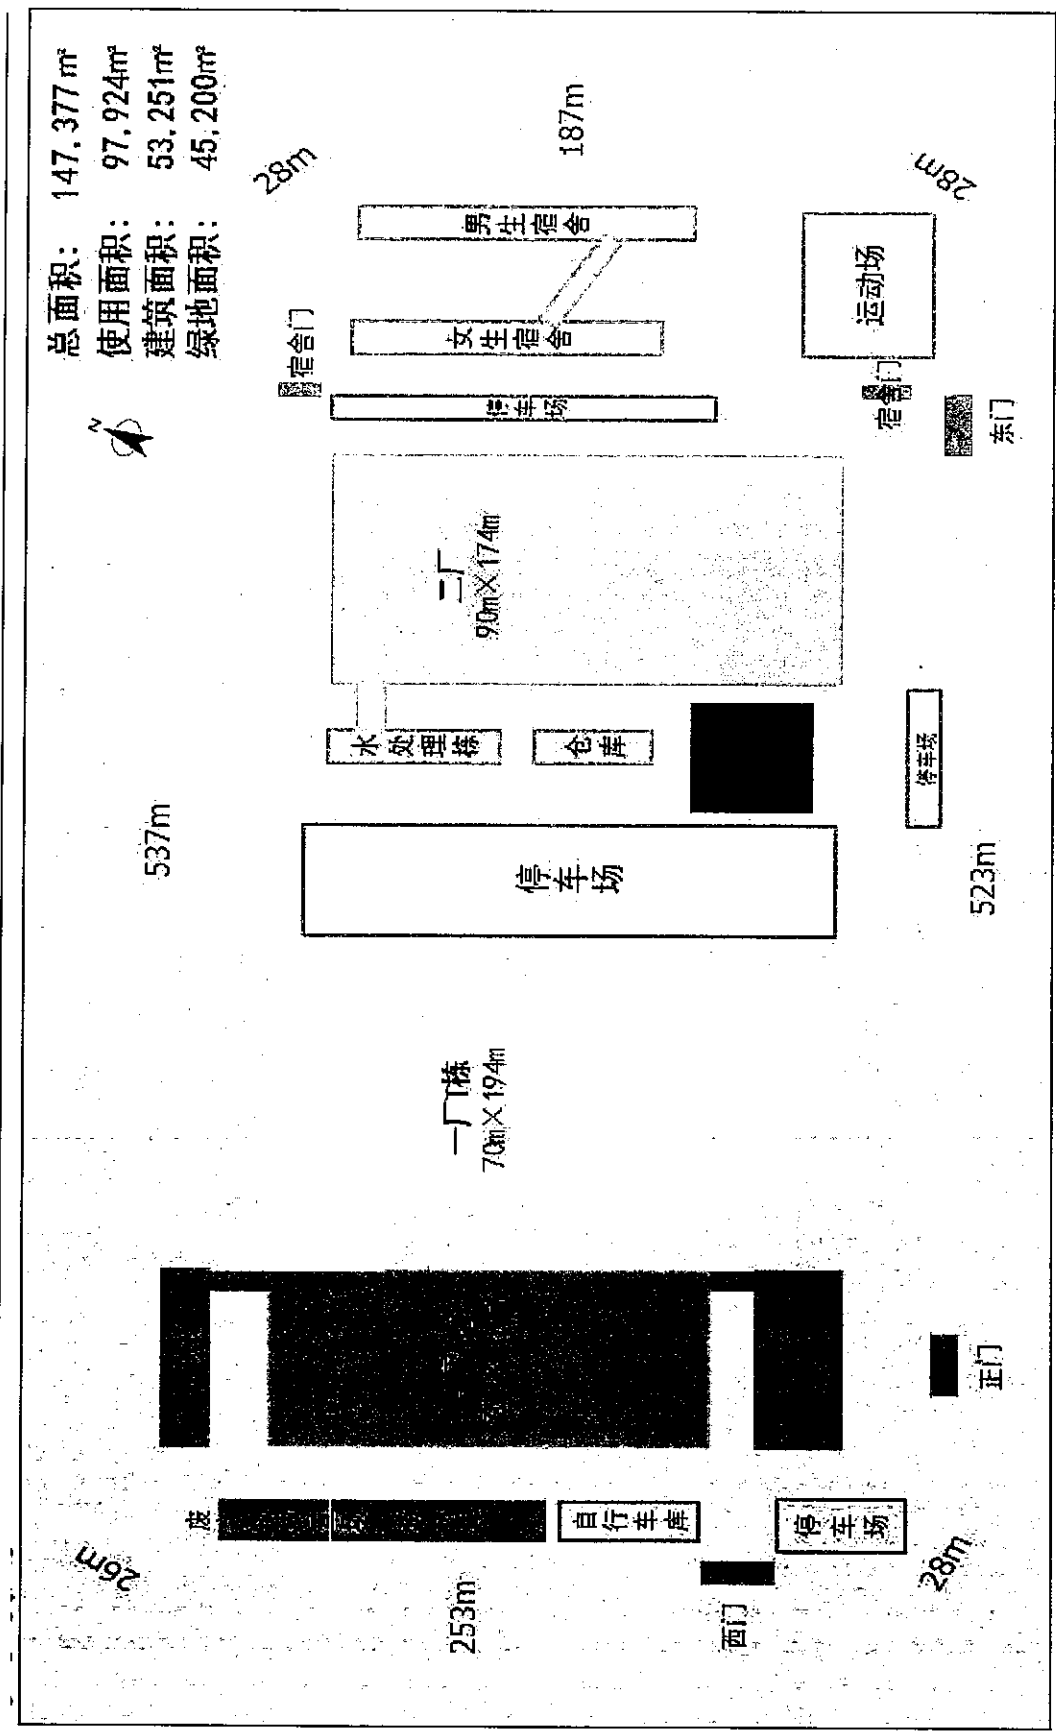 总面积: 147,377㎡
使用面积: 97,924㎡
建筑面积: 53,251㎡
绿地面积: 45,200㎡
N
26m
537m
28m
废
宿舍门
253m
自行车库
一厂1栋
70m×194m
停车场
水处理栋
仓库
二厂
90m×174m
停车场
女生宿舍
男生宿舍
187m
西门
停车场
运动场
28m
停车场
宿舍门
28m
正门
523m
东门